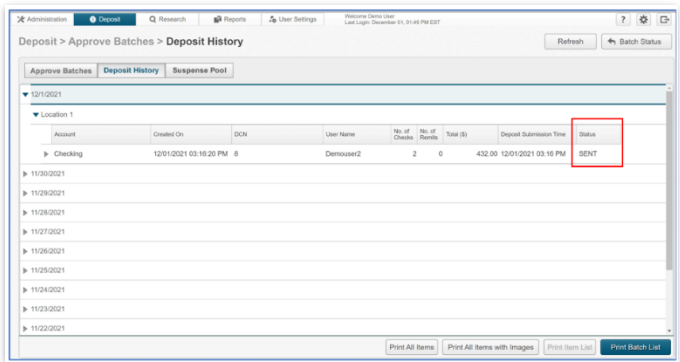 Administration Deposit Research Reports User Settings Welcome Demo User
Last Login: December 01, 01:49 PM EST
Deposit > Approve Batches > Deposit History Refresh Batch Status
Approve Batches Deposit History Suspense Pool
12/1/2021
Location 1
Account Created On DCN User Name No. of Checks No. of Remits Total ($) Deposit Submission Time Status
Checking 12/01/2021 03:16:20 PM 8 Demouser2 2 0 432.00 12/01/2021 03:16 PM SENT
11/30/2021
11/29/2021
11/28/2021
11/27/2021
11/26/2021
11/25/2021
11/24/2021
11/23/2021
11/22/2021
Print All Items Print All Items with Images Print Item List Print Batch List